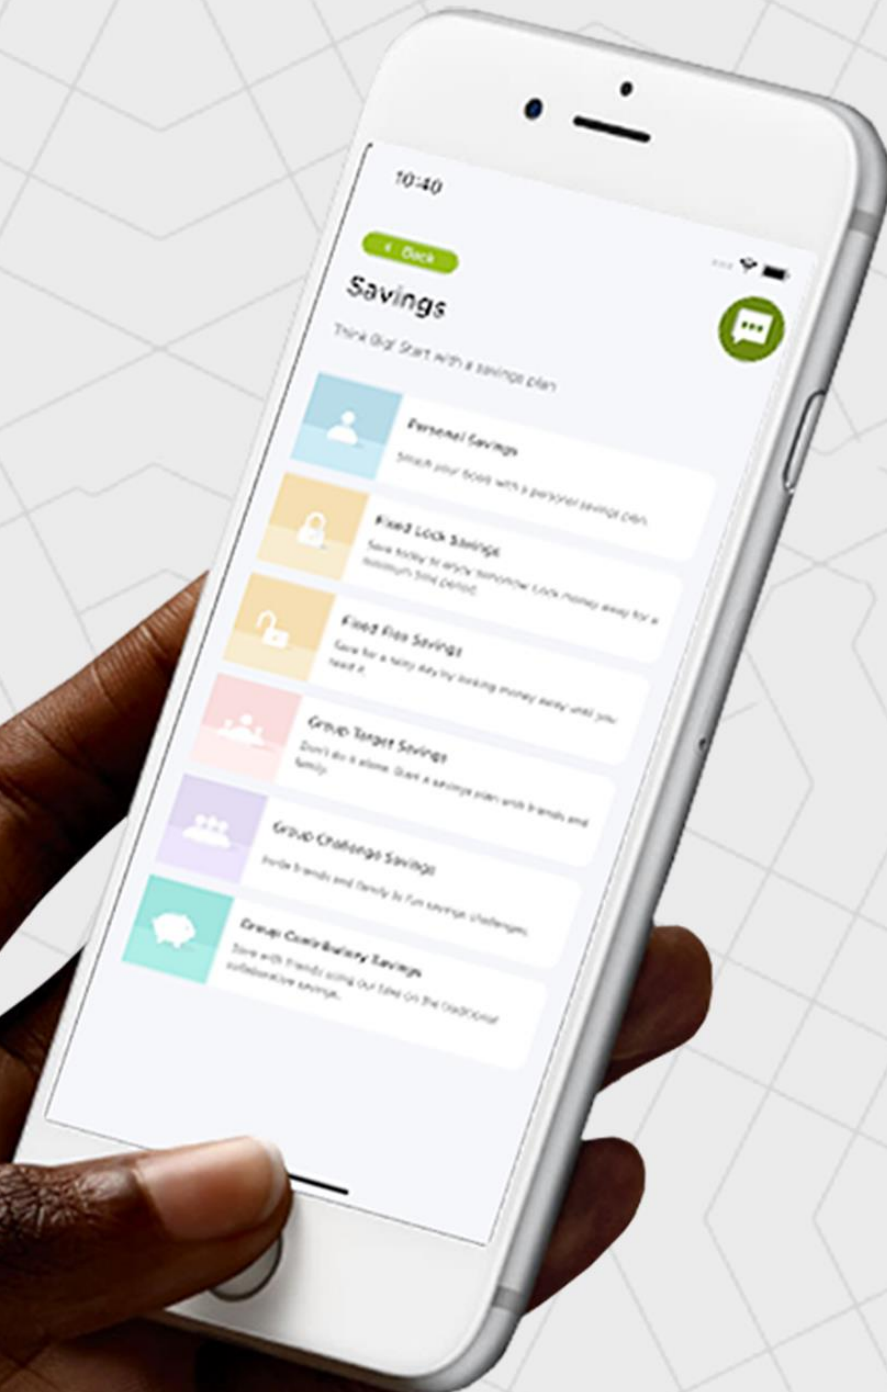 10:40
Back
Savings
Think Big! Start with a savings plan
Personal Savings
Smash your goals with a personal savings plan.
Fixed Lock Savings
Save today to enjoy tomorrow. Lock money away for a
minimum time period.
Fixed Flex Savings
Save for a rainy day by locking money away until you
need it.
Group Target Savings
Don't do it alone. Start a savings plan with friends and
family.
Group Challenge Savings
Invite friends and family to fun savings challenges.
Group Contributory Savings
Save with friends using our take on the traditional
collaborative savings.